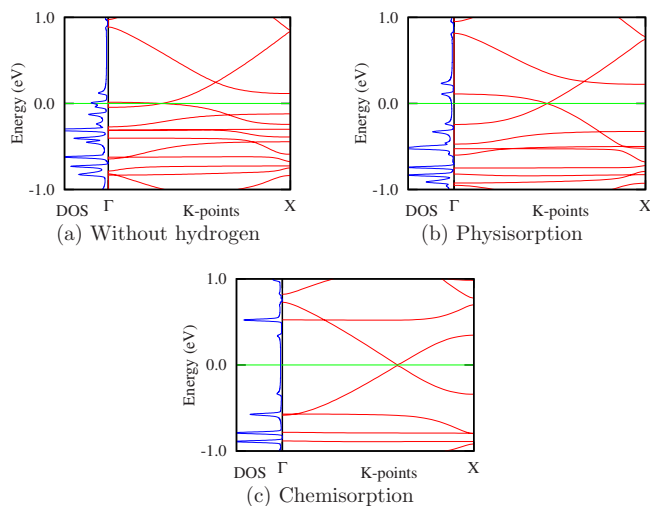 1.0
0.0
-1.0
Energy (eV)
DOS Γ K-points X
(a) Without hydrogen
1.0
0.0
-1.0
Energy (eV)
DOS Γ K-points X
(b) Physisorption
1.0
0.0
-1.0
Energy (eV)
DOS Γ K-points X
(c) Chemisorption